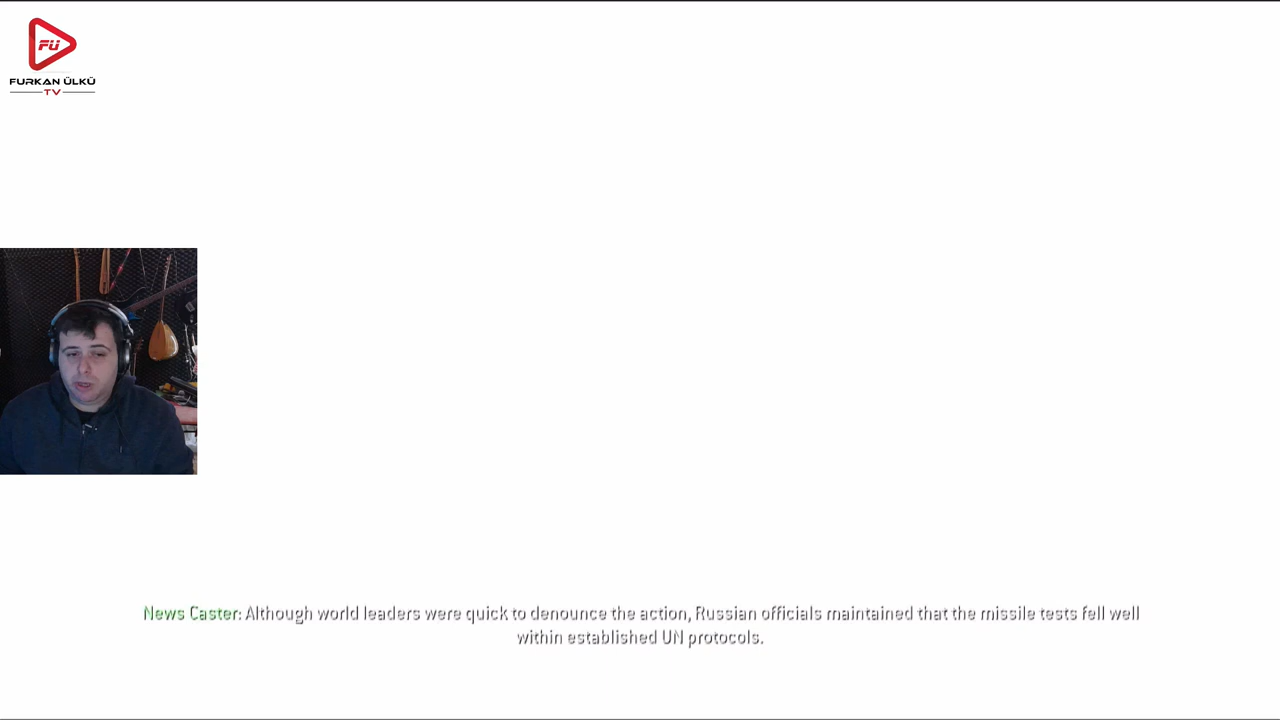 FU
FURKAN ÜLKÜ
TV
News Caster: Although world leaders were quick to denounce the action, Russian officials maintained that the missile tests fell well
within established UN protocols.